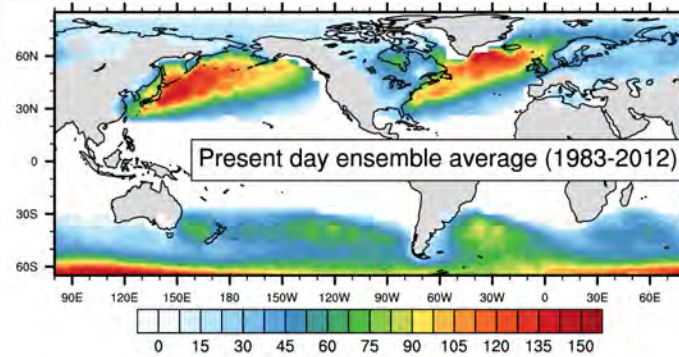 60N
30N
0
30S
60S
Present day ensemble average (1983-2012)
90E 120E 150E 180 150W 120W 90W 60W 30W 0 30E 60E
0 15 30 45 60 75 90 105 120 135 150